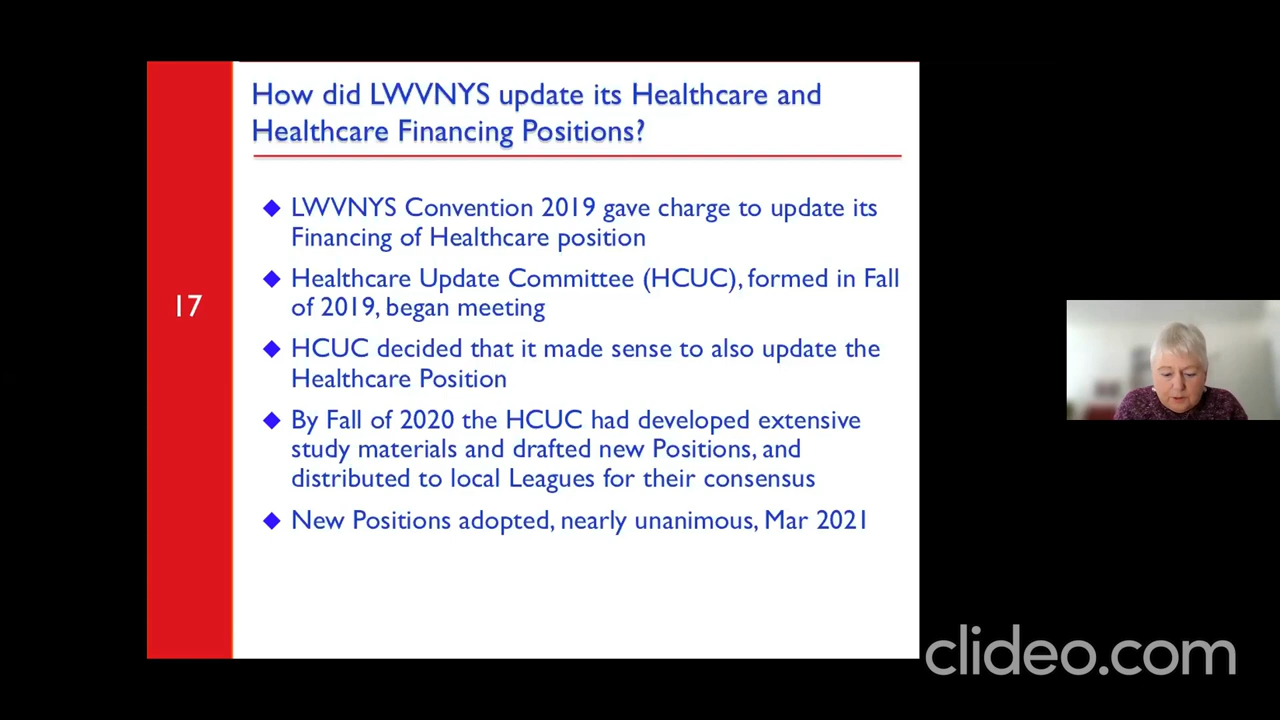 How did LWVNYS update its Healthcare and
Healthcare Financing Positions?
17
◆ LWVNYS Convention 2019 gave charge to update its
Financing of Healthcare position
◆ Healthcare Update Committee (HCUC), formed in Fall
of 2019, began meeting
◆ HCUC decided that it made sense to also update the
Healthcare Position
◆ By Fall of 2020 the HCUC had developed extensive
study materials and drafted new Positions, and
distributed to local Leagues for their consensus
◆ New Positions adopted, nearly unanimous, Mar 2021
clideo.com